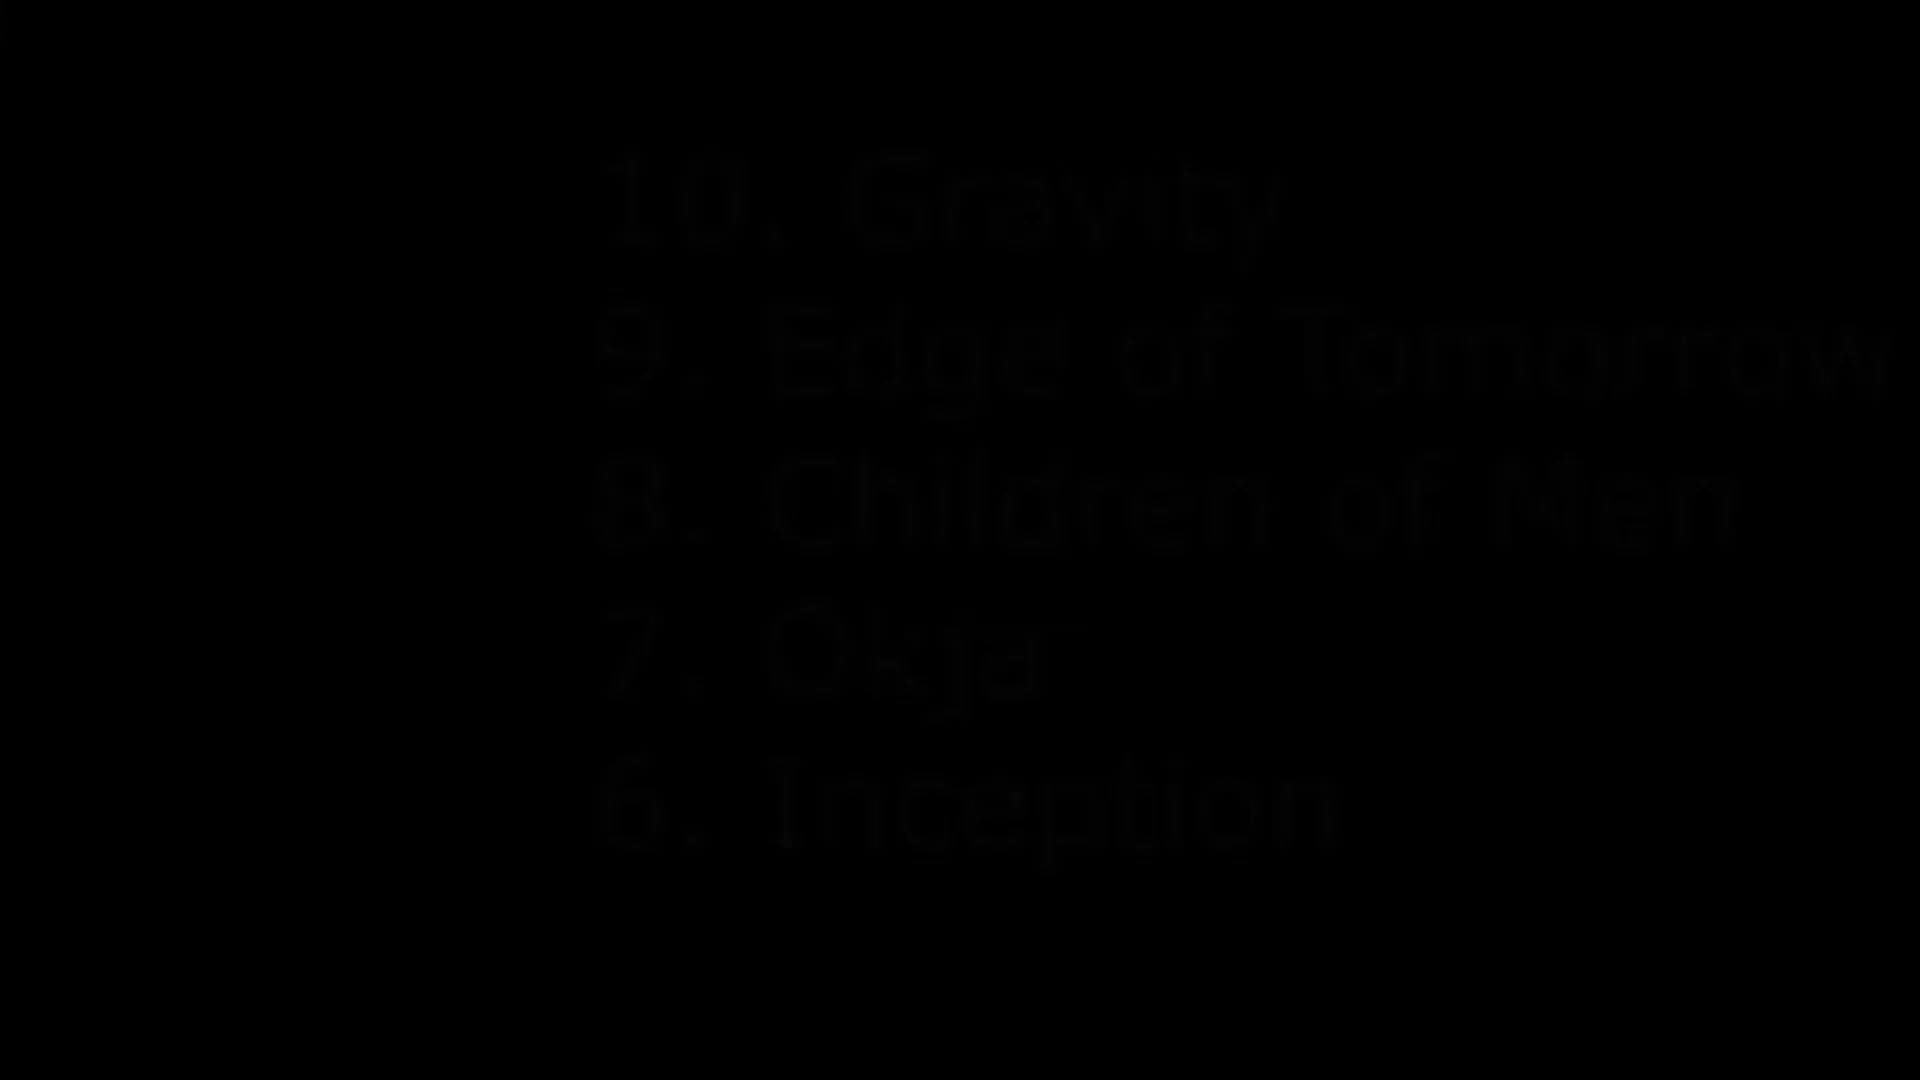 10. Gravity
9. Edge of Tomorrow
8. Children of Men
7. Okja
6. Inception